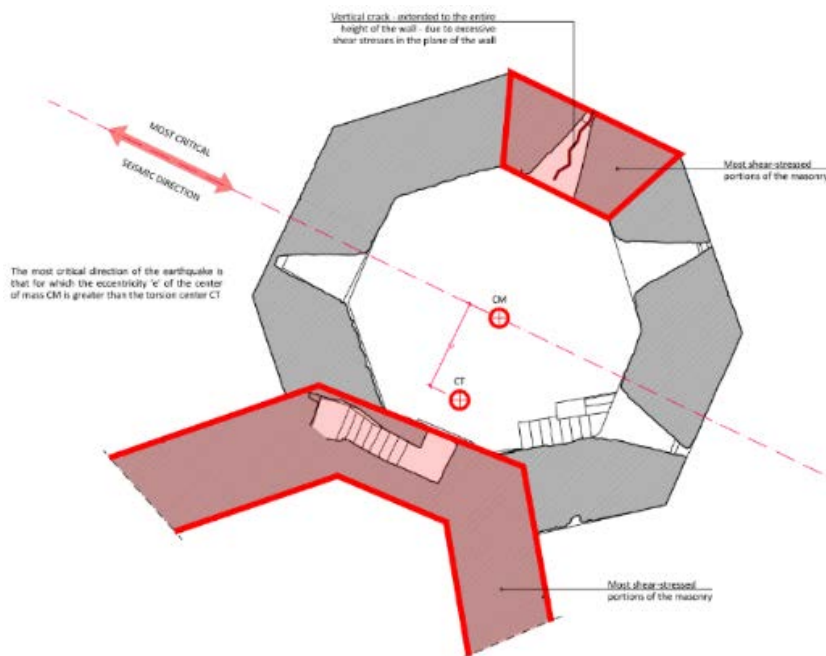 Vertical crack - extended to the entire
height of the wall - due to excessive
shear stresses in the plane of the wall
MOST CRITICAL
SEISMIC DIRECTION
Most shear-stressed
portions of the masonry
The most critical direction of the earthquake is
that for which the eccentricity 'e' of the center
of mass CM is greater than the torsion center CT
CM
CT
Most shear-stressed
portions of the masonry